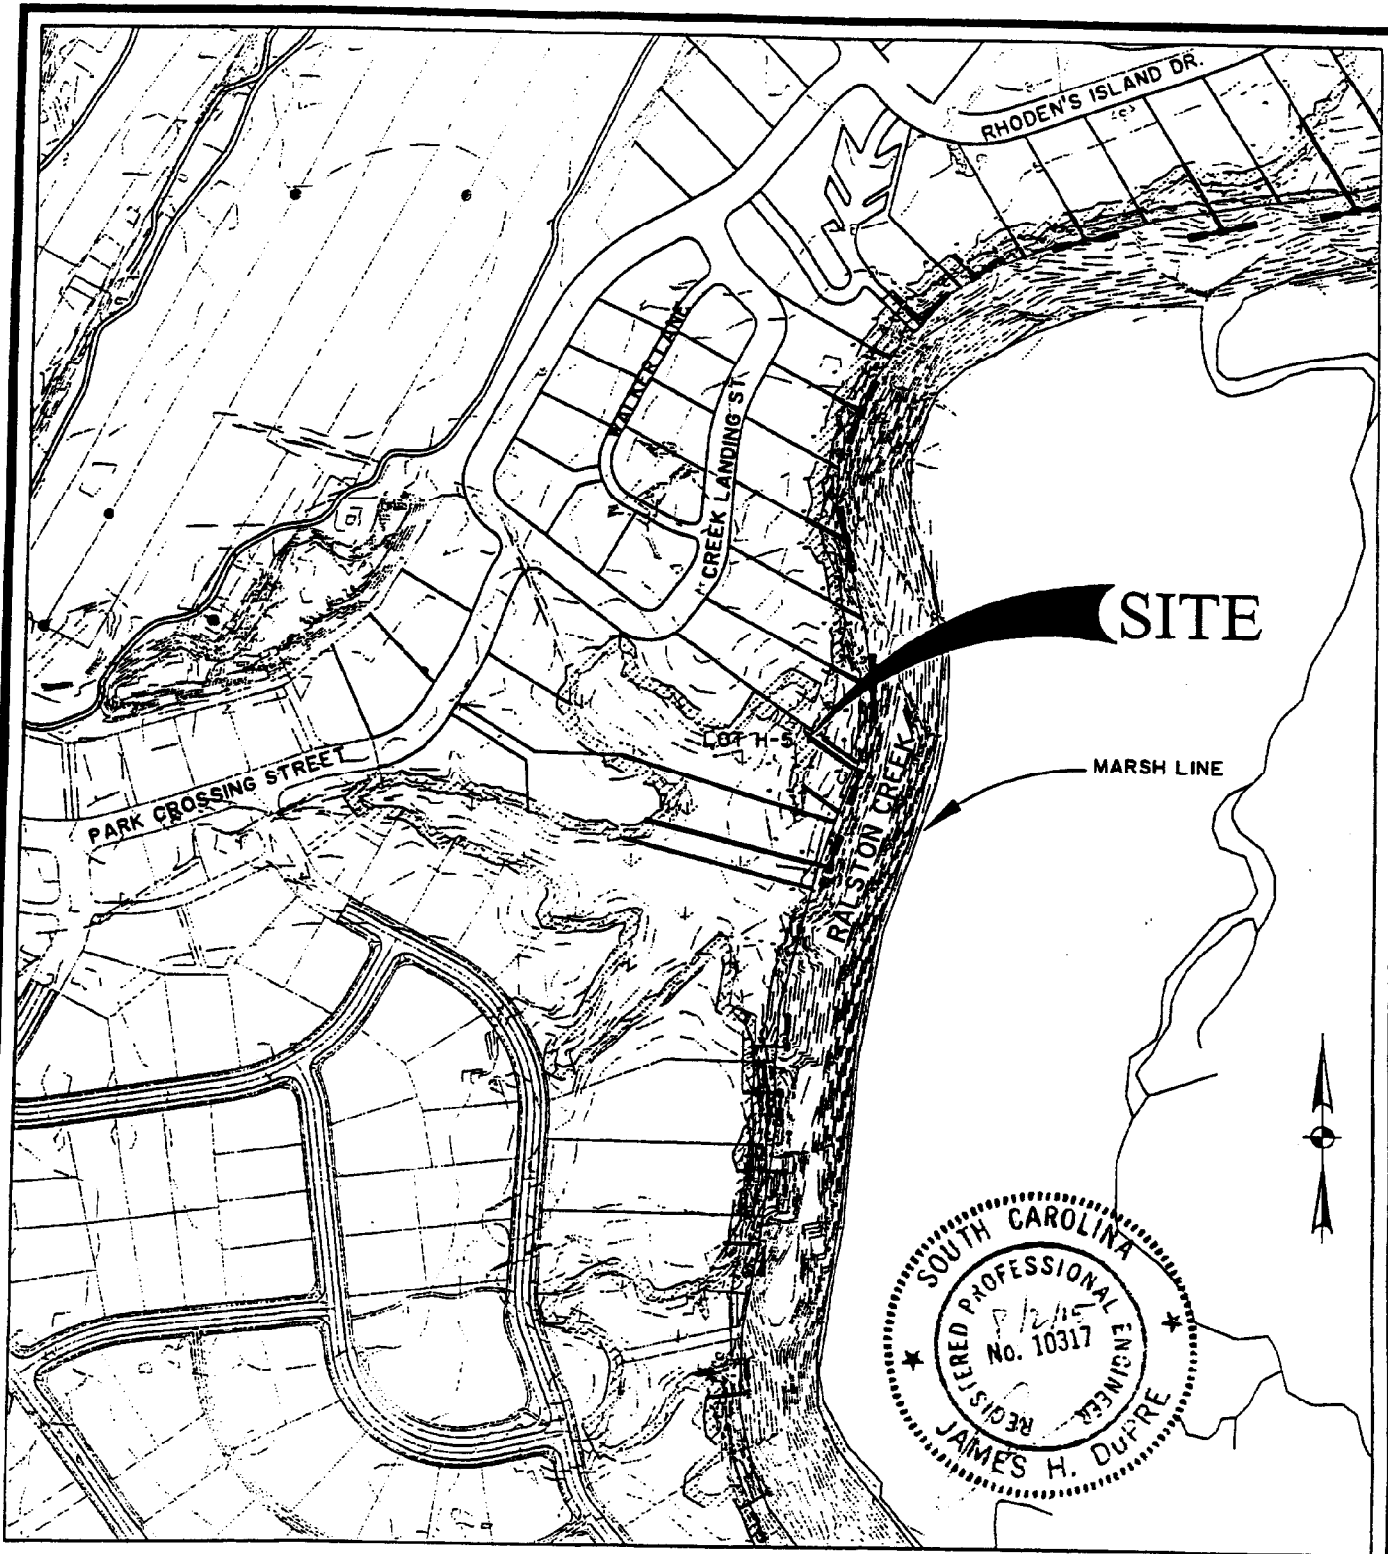 RHODEN'S ISLAND DR.
WALKER LANE
CREEK LANDING ST.
SITE
LOT H-5
RALSTON CREEK
MARSH LINE
PARK CROSSING STREET
SOUTH CAROLINA
REGISTERED PROFESSIONAL ENGINEER
No. 10317
JAMES H. DuPRE